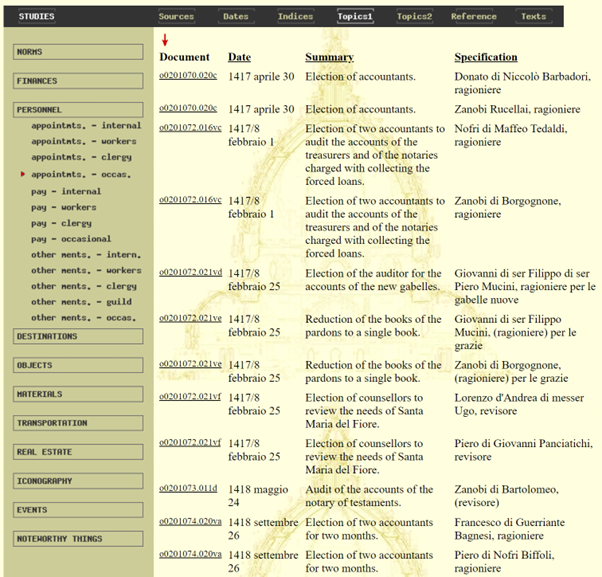 STUDIES Sources Dates Indices Topics1 Topics2 Reference Texts
NORMS
FINANCES
PERSONNEL
appointmts. - internal
appointmts. - workers
appointmts. - clergy
appointmts. - occas.
pay - internal
pay - workers
pay - clergy
pay - occasional
other ments. - intern.
other ments. - workers
other ments. - clergy
other ments. - guild
other ments. - occas.
DESTINATIONS
OBJECTS
MATERIALS
TRANSPORTATION
REAL ESTATE
ICONOGRAPHY
EVENTS
NOTEWORTHY THINGS
Document Date Summary Specification
o0201070.020c 1417 aprile 30 Election of accountants. Donato di Niccolò Barbadori,
ragioniere
o0201070.020c 1417 aprile 30 Election of accountants. Zanobi Rucellai, ragioniere
o0201072.016vc 1417/8 Election of two accountants to Nofri di Maffeo Tedaldi,
febbraio 1 audit the accounts of the ragioniere
treasurers and of the notaries
charged with collecting the
forced loans.
o0201072.016vc 1417/8 Election of two accountants to Zanobi di Borgognone,
febbraio 1 audit the accounts of the ragioniere
treasurers and of the notaries
charged with collecting the
forced loans.
o0201072.021vd 1417/8 Election of the auditor for the Giovanni di ser Filippo di ser
febbraio 25 accounts of the new gabelles. Piero Mucini, ragioniere per le
gabelle nuove
o0201072.021ve 1417/8 Reduction of the books of the Giovanni di ser Filippo
febbraio 25 pardons to a single book. Mucini, (ragioniere) per le
grazie
o0201072.021ve 1417/8 Reduction of the books of the Zanobi di Borgognone,
febbraio 25 pardons to a single book. (ragioniere) per le grazie
o0201072.021vf 1417/8 Election of counsellors to Lorenzo d'Andrea di messer
febbraio 25 review the needs of Santa Ugo, revisore
Maria del Fiore.
o0201072.021vf 1417/8 Election of counsellors to Piero di Giovanni Panciatichi,
febbraio 25 review the needs of Santa revisore
Maria del Fiore.
o0201073.011d 1418 maggio Audit of the accounts of the Zanobi di Bartolomeo,
24 notary of testaments. (revisore)
o0201074.020va 1418 settembre Election of two accountants Francesco di Guerriante
26 for two months. Bagnesi, ragioniere
o0201074.020va 1418 settembre Election of two accountants Piero di Nofri Biffoli,
26 for two months. ragioniere